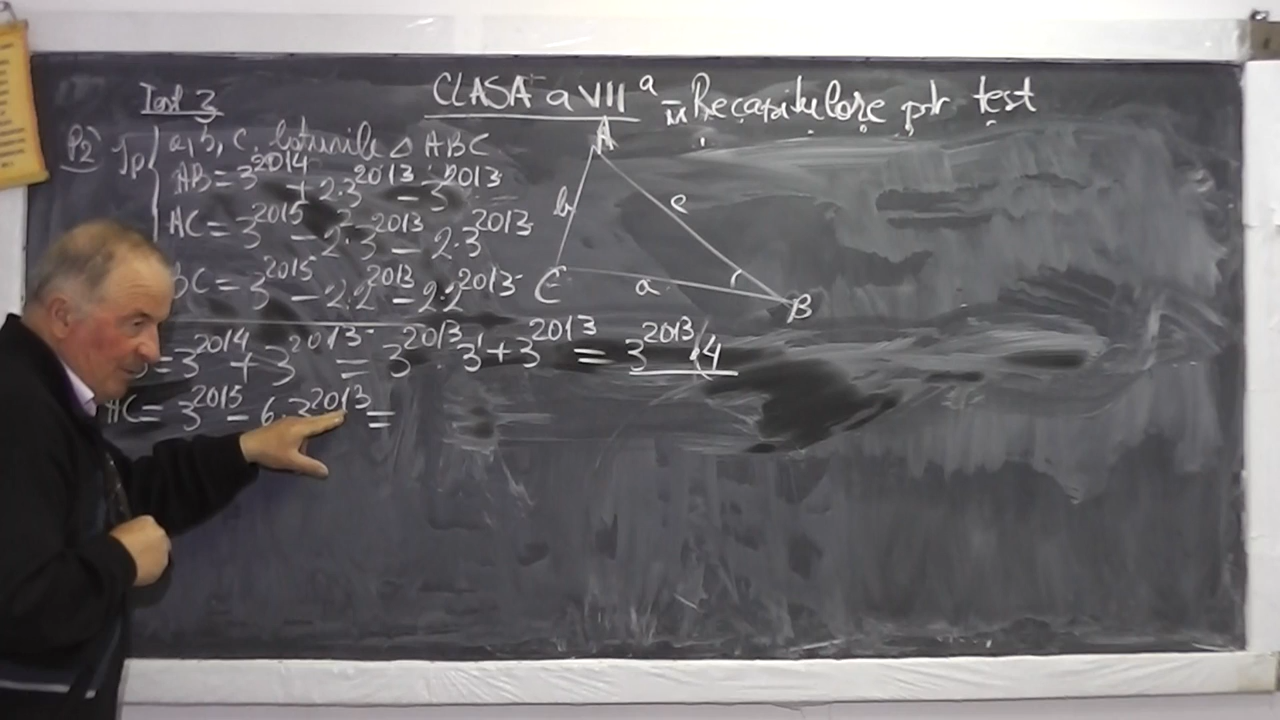 Test 3
CLASA a VII a – Recapitulare ptr test
P2) Jp a, b, c laturile △ ABC
AB = 3^2014 + 2·3^2013 – 3^2013
AC = 3^2015 – 2·3^2013 – 2·3^2013
BC = 3^2015 – 2·2^2013 – 2·2^2013
A
b
c
C
a
B
= 3^2014 + 3^2013 = 3^2013·3^1 + 3^2013 = 3^2013·4
AC = 3^2015 – 6·3^2013 =